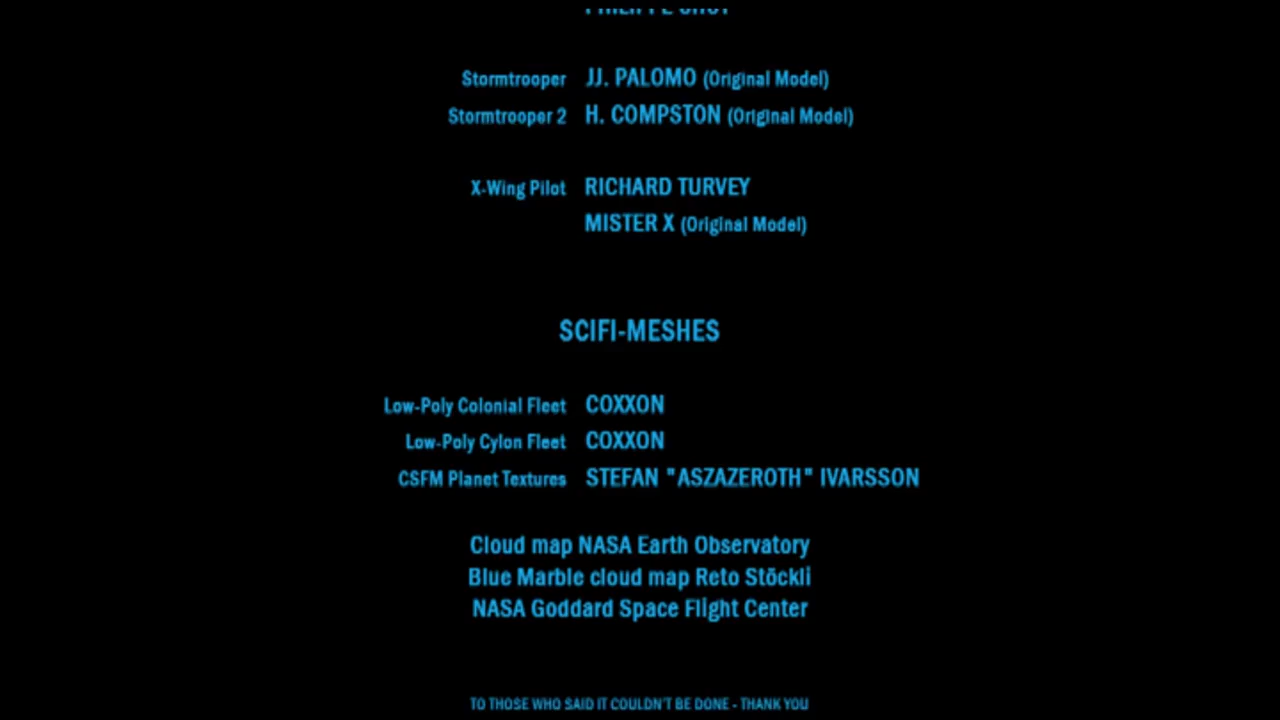 Stormtrooper JJ. PALOMO (Original Model)
Stormtrooper 2 H. COMPSTON (Original Model)
X-Wing Pilot RICHARD TURVEY
MISTER X (Original Model)
SCIFI-MESHES
Low-Poly Colonial Fleet COXXON
Low-Poly Cylon Fleet COXXON
CSFM Planet Textures STEFAN "ASZAZEROTH" IVARSSON
Cloud map NASA Earth Observatory
Blue Marble cloud map Reto Stöckli
NASA Goddard Space Flight Center
TO THOSE WHO SAID IT COULDN'T BE DONE - THANK YOU